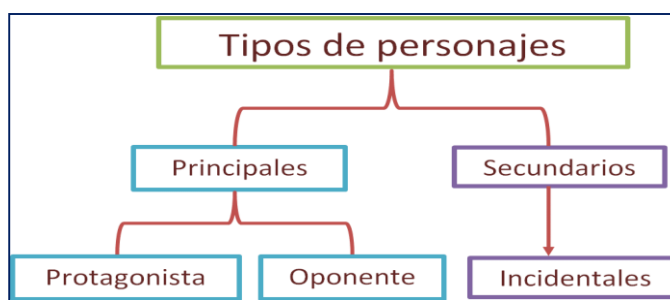 Tipos de personajes
Principales
Secundarios
Protagonista
Oponente
Incidentales